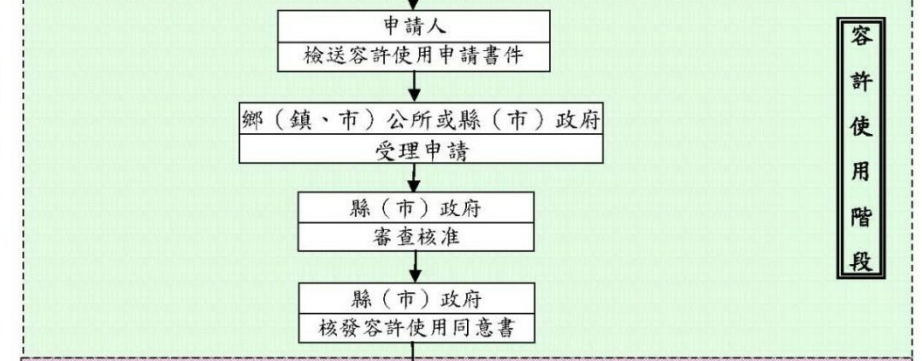 申請人
檢送容許使用申請書件
鄉（鎮、市）公所或縣（市）政府
受理申請
縣（市）政府
審查核准
縣（市）政府
核發容許使用同意書
容許使用階段